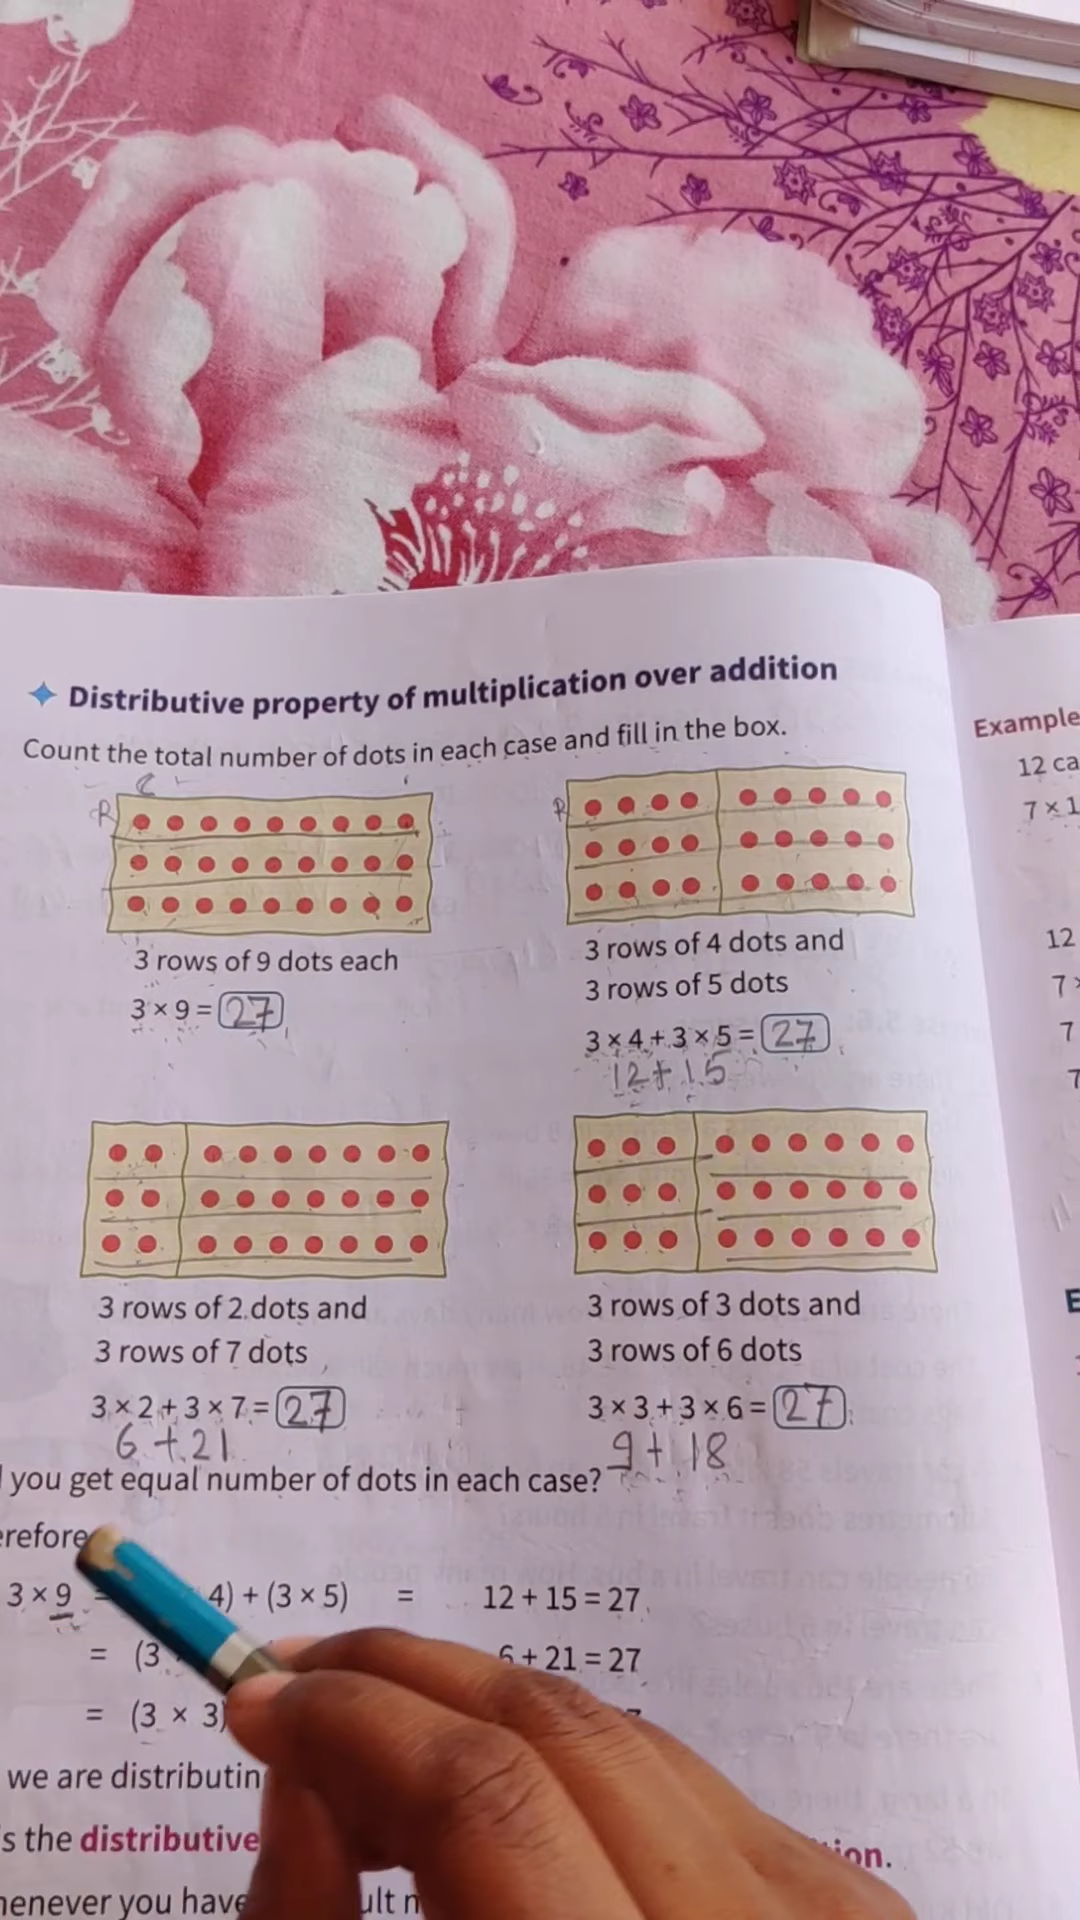 Distributive property of multiplication over addition
Count the total number of dots in each case and fill in the box.
R
R
3 rows of 9 dots each
3 × 9 = 27
3 rows of 4 dots and
3 rows of 5 dots
3 × 4 + 3 × 5 = 27
12 + 15
3 rows of 2 dots and
3 rows of 7 dots
3 × 2 + 3 × 7 = 27
6 + 21
3 rows of 3 dots and
3 rows of 6 dots
3 × 3 + 3 × 6 = 27
9 + 18
you get equal number of dots in each case?
erefore
3 × 9 = 4) + (3 × 5) = 12 + 15 = 27
= (3 6 + 21 = 27
= (3 × 3)
we are distributin
s the distributive ion.
henever you have ult
Example
12 ca
7 × 1
12
7 ×
7
7
E